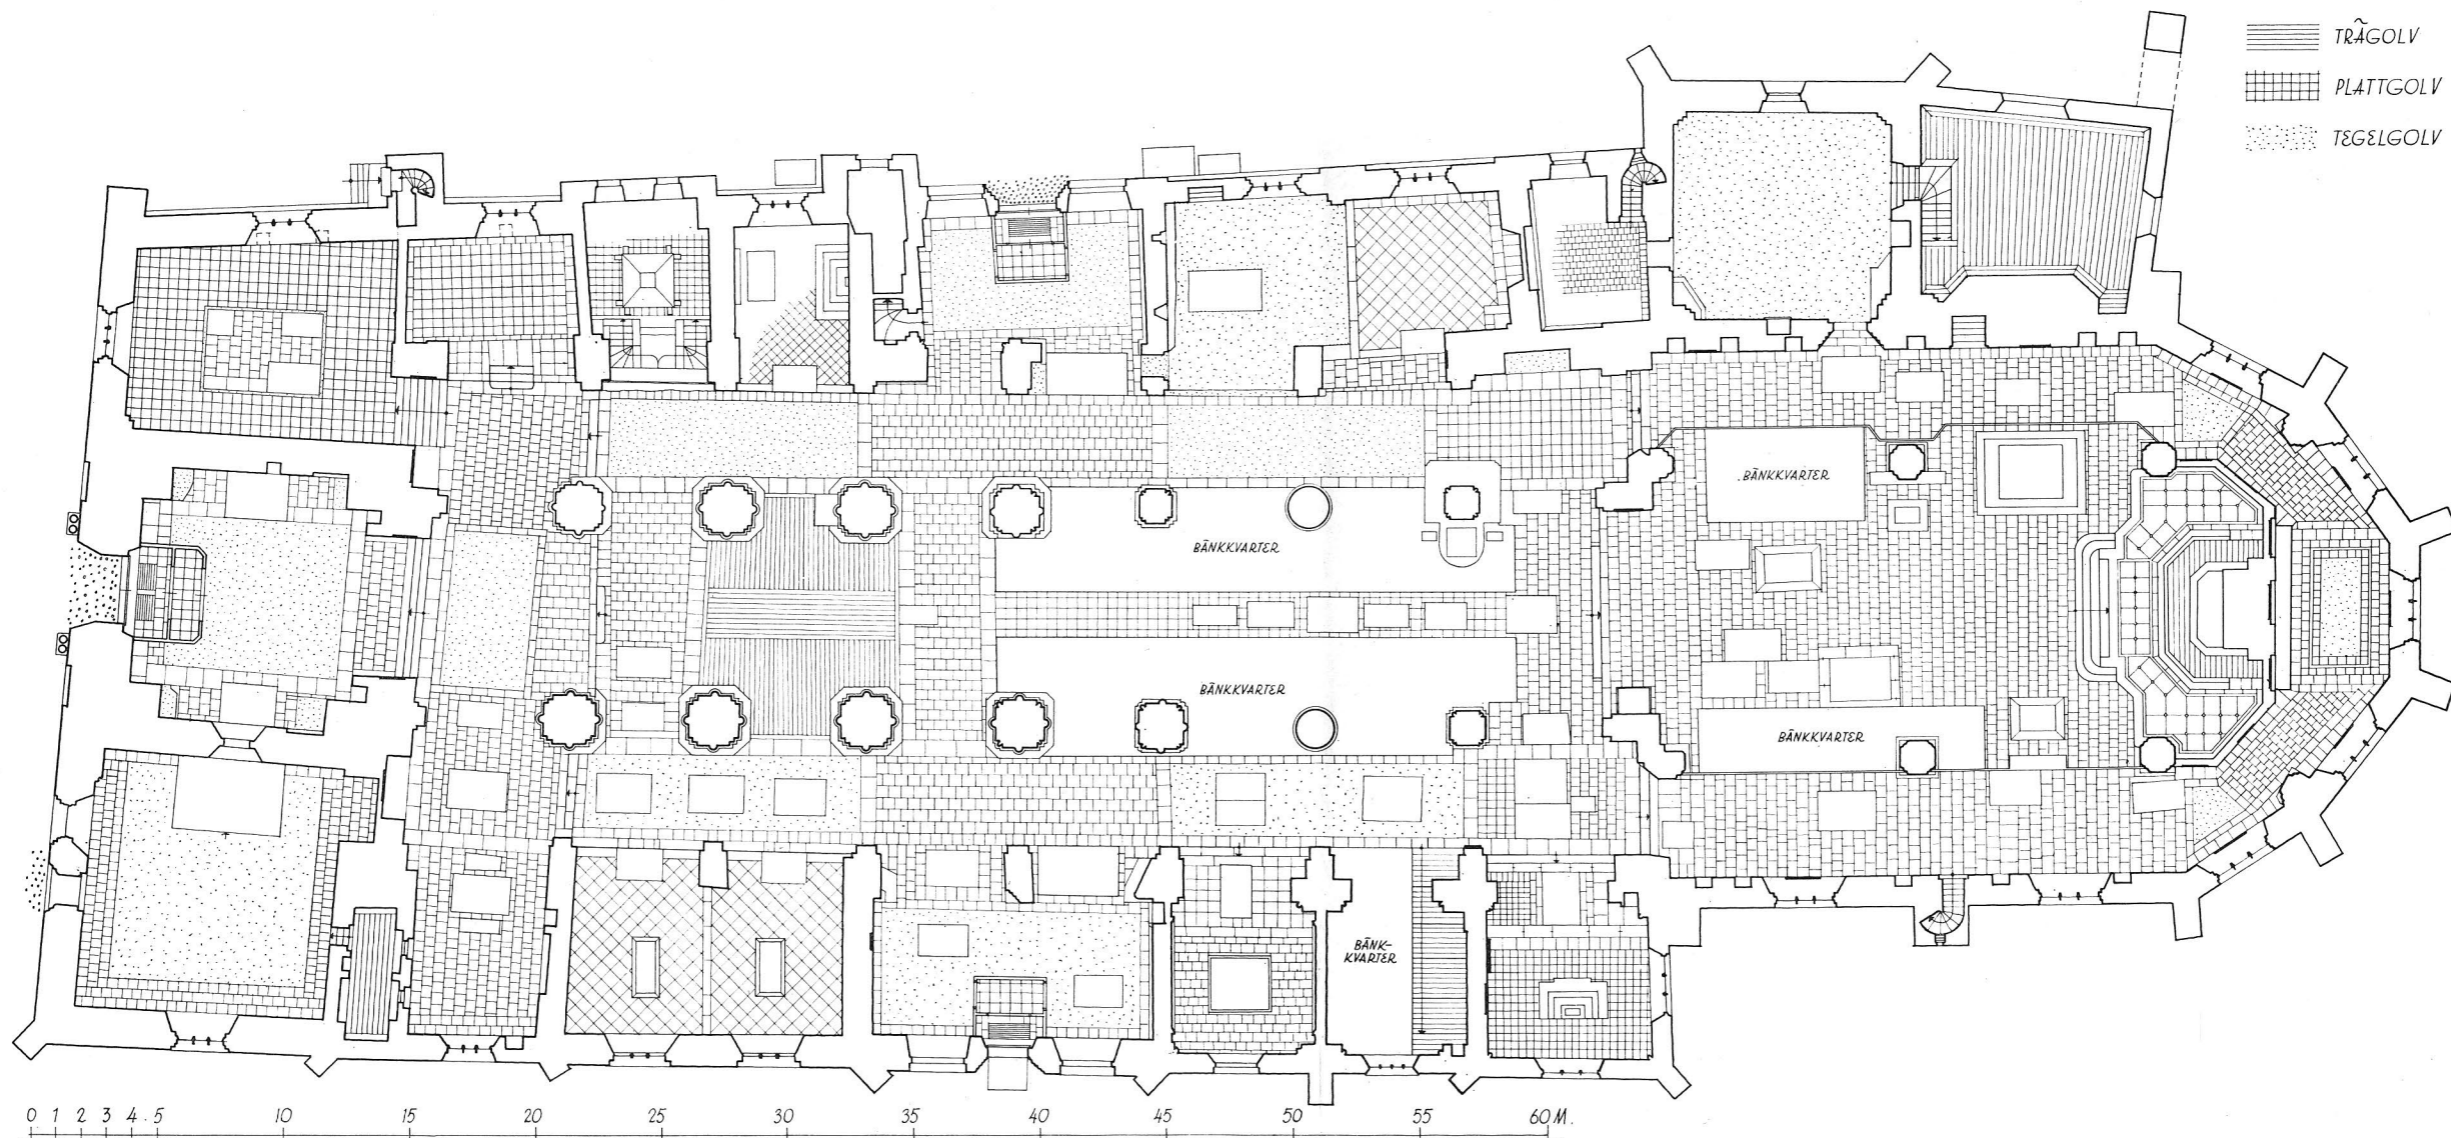 TRÄGOLV
PLATTGOLV
TEGELGOLV
BÄNKKVARTER
BÄNKKVARTER
BÄNKKVARTER
BÄNKKVARTER
BÄNK-
KVARTER
0 1 2 3 4 5 10 15 20 25 30 35 40 45 50 55 60 M.